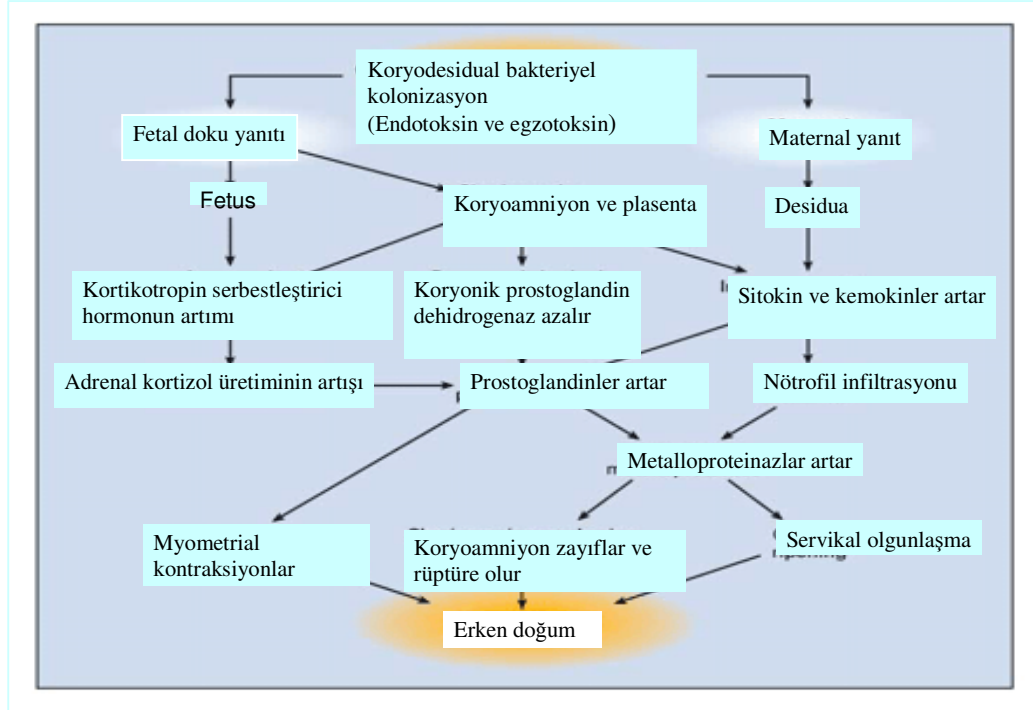 Koryodesidual bakteriyel
kolonizasyon
(Endotoksin ve egzotoksin)
Fetal doku yanıtı
Maternal yanıt
Fetus
Koryoamniyon ve plasenta
Desidua
Kortikotropin serbestleştirici
hormonun artımı
Koryonik prostoglandin
dehidrogenaz azalır
Sitokin ve kemokinler artar
Adrenal kortizol üretiminin artışı
Prostoglandinler artar
Nötrofil infiltrasyonu
Metalloproteinazlar artar
Myometrial
kontraksiyonlar
Koryoamniyon zayıflar ve
rüptüre olur
Servikal olgunlaşma
ripening
Erken doğum